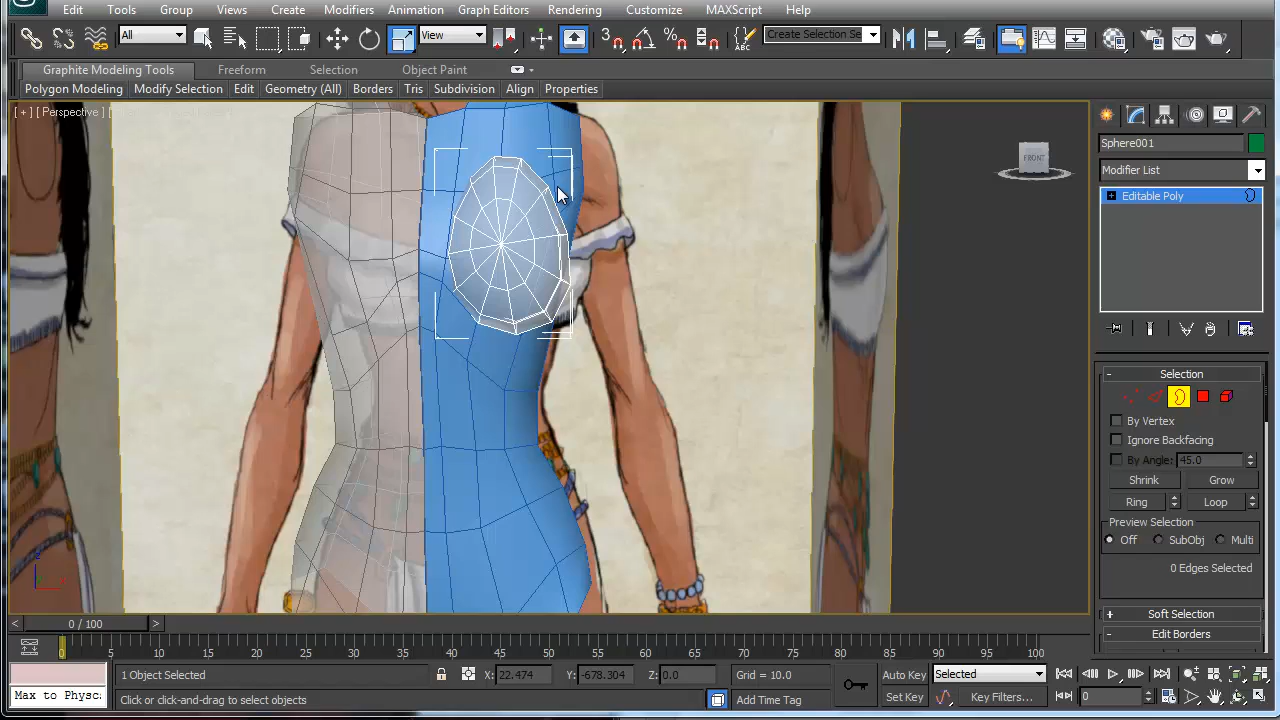 Edit Tools Group Views Create Modifiers Animation Graph Editors Rendering Customize MAXScript Help
All View 3 Create Selection Se
Graphite Modeling Tools Freeform Selection Object Paint
Polygon Modeling Modify Selection Edit Geometry (All) Borders Tris Subdivision Align Properties
[ + ] [ Perspective ] [
FRONT
Sphere001
Modifier List
Editable Poly
Selection
By Vertex
Ignore Backfacing
By Angle: 45.0
Shrink Grow
Ring Loop
Preview Selection
Off SubObj Multi
0 Edges Selected
+ Soft Selection
- Edit Borders
< 0 / 100 >
0 5 10 15 20 25 30 35 40 45 50 55 60 65 70 75 80 85 90 95 100
1 Object Selected X: 22.474 Y: -678.304 Z: 0.0 Grid = 10.0 Auto Key Selected
Max to Physc Click or click-and-drag to select objects Add Time Tag Set Key Key Filters... 0